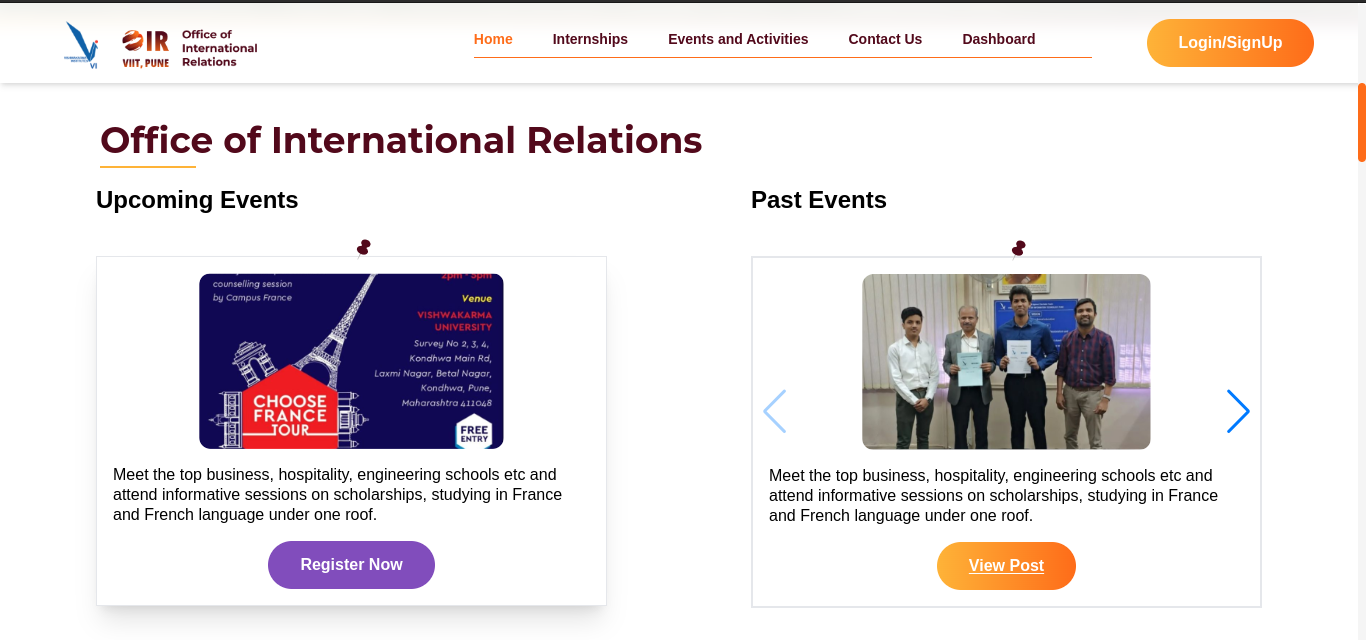 Office of
International
Relations
VI
OIR
VIIT, PUNE
Home
Internships
Events and Activities
Contact Us
Dashboard
Login/SignUp
Office of International Relations
Upcoming Events
counselling session
by Campus France
2pm - 5pm
Venue
VISHWAKARMA
UNIVERSITY
Survey No 2, 3, 4,
Kondhwa Main Rd,
Laxmi Nagar, Betal Nagar,
Kondhwa, Pune,
Maharashtra 411048
CHOOSE
FRANCE
TOUR
FREE
ENTRY
Meet the top business, hospitality, engineering schools etc and
attend informative sessions on scholarships, studying in France
and French language under one roof.
Register Now
Past Events
Meet the top business, hospitality, engineering schools etc and
attend informative sessions on scholarships, studying in France
and French language under one roof.
View Post